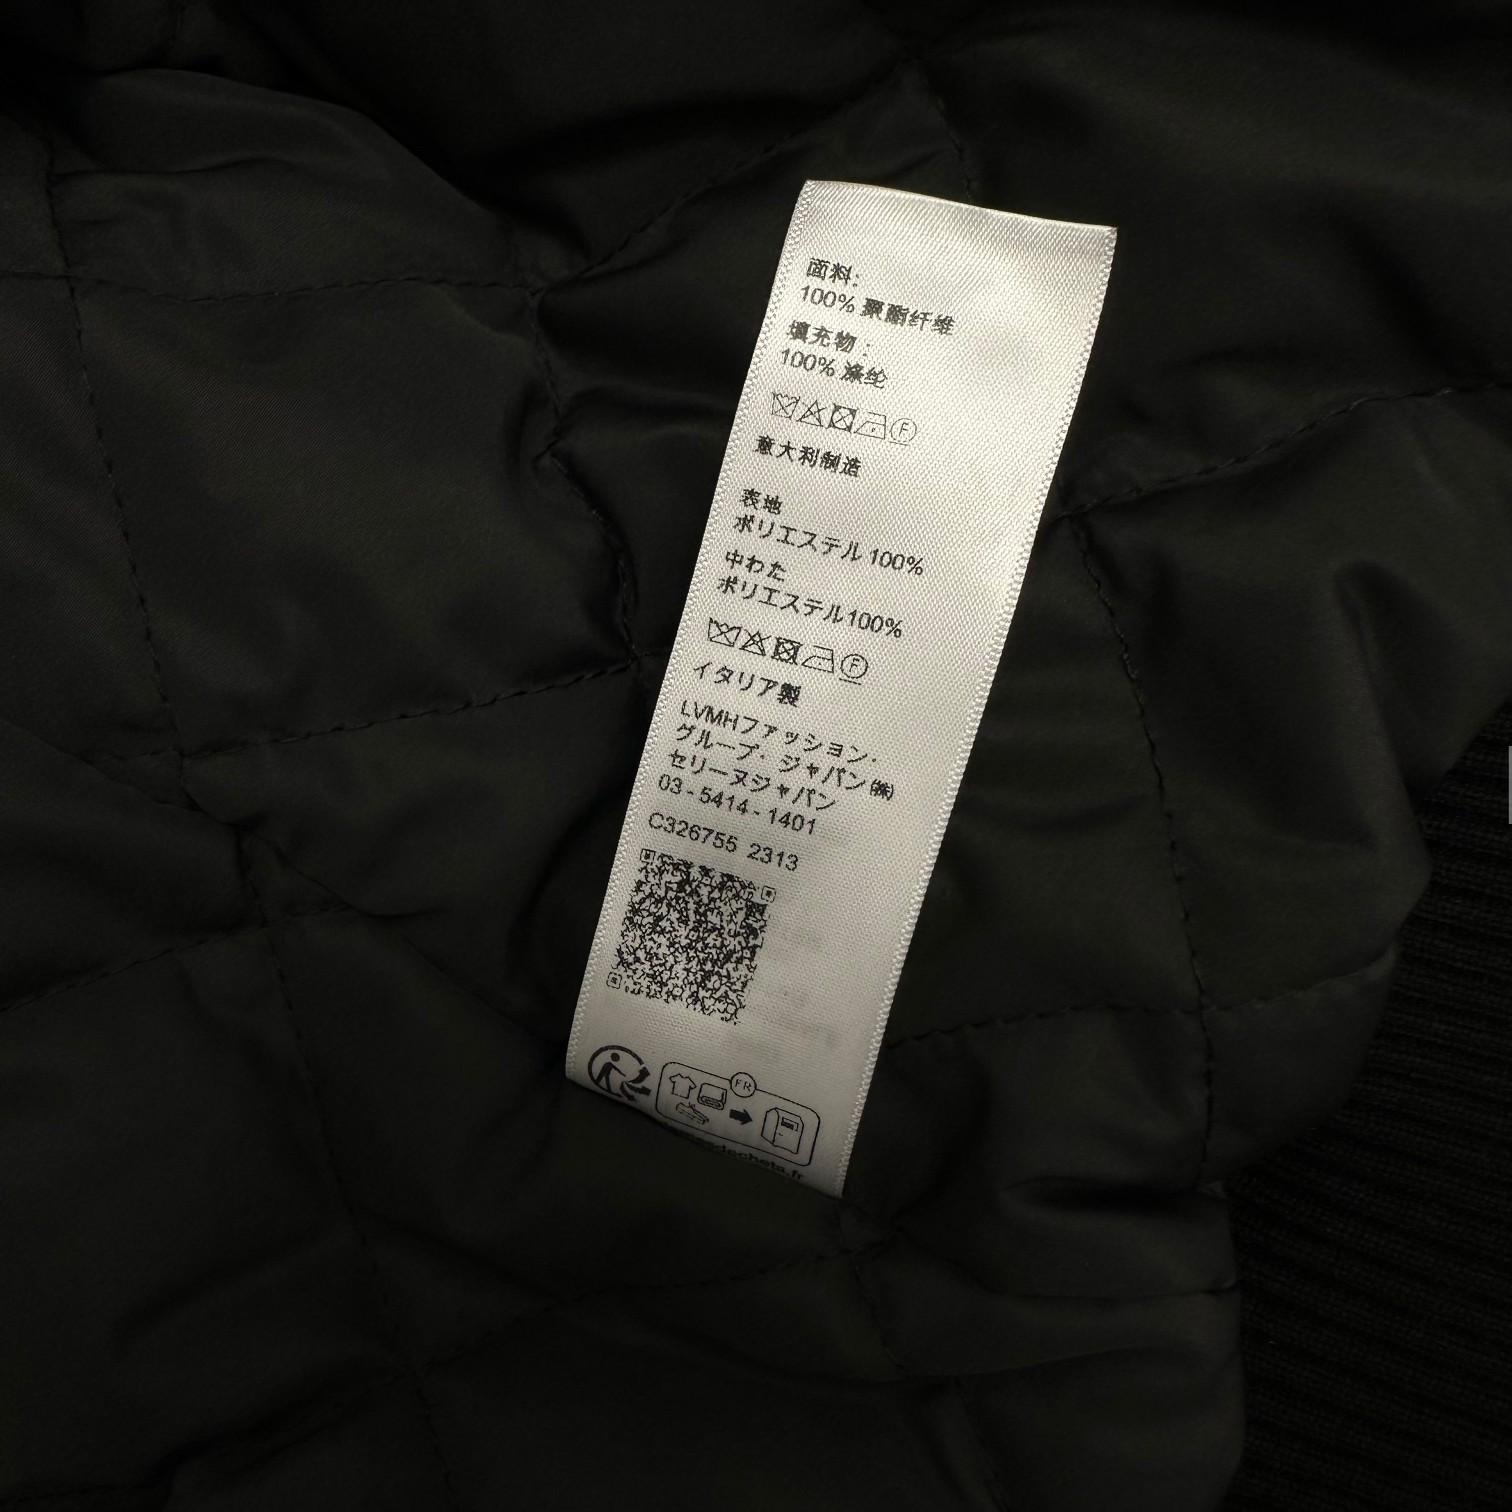 面料:
100% 聚酯纤维
填充物 :
100% 涤纶
F
意大利制造
表地
ポリエステル 100%
中わた
ポリエステル100%
F
イタリア製
LVMHファッション・
グループ・ジャパン㈱
セリーヌジャパン
03 - 5414 - 1401
C326755 2313
FR